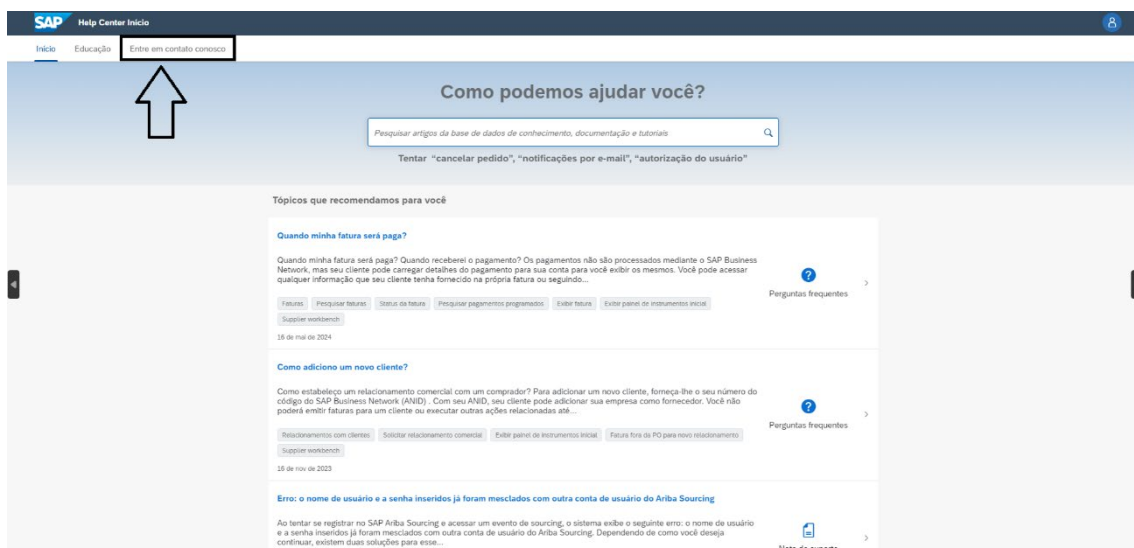 SAP Help Center Início
Início Educação Entre em contato conosco
Como podemos ajudar você?
Pesquisar artigos da base de dados de conhecimento, documentação e tutoriais
Tentar “cancelar pedido”, “notificações por e-mail”, “autorização do usuário”
Tópicos que recomendamos para você
Quando minha fatura será paga?
Quando minha fatura será paga? Quando receberei o pagamento? Os pagamentos não são processados mediante o SAP Business
Network, mas seu cliente pode carregar detalhes do pagamento para sua conta para você exibir os mesmos. Você pode acessar
qualquer informação que seu cliente tenha fornecido na própria fatura ou seguindo...
Perguntas frequentes
Faturas Pesquisar faturas Status da fatura Pesquisar pagamentos programados Exibir fatura Exibir painel de instrumentos inicial
Supplier workbench
16 de mai de 2024
Como adiciono um novo cliente?
Como estabeleço um relacionamento comercial com um comprador? Para adicionar um novo cliente, forneça-lhe o seu número do
código do SAP Business Network (ANID) . Com seu ANID, seu cliente pode adicionar sua empresa como fornecedor. Você não
poderá emitir faturas para um cliente ou executar outras ações relacionadas até...
Perguntas frequentes
Relacionamentos com clientes Solicitar relacionamento comercial Exibir painel de instrumentos inicial Fatura fora da PO para novo relacionamento
Supplier workbench
16 de nov de 2023
Erro: o nome de usuário e a senha inseridos já foram mesclados com outra conta de usuário do Ariba Sourcing
Ao tentar se registrar no SAP Ariba Sourcing e acessar um evento de sourcing, o sistema exibe o seguinte erro: o nome de usuário
e a senha inseridos já foram mesclados com outra conta de usuário do Ariba Sourcing. Dependendo de como você deseja
continuar, existem duas soluções para esse...